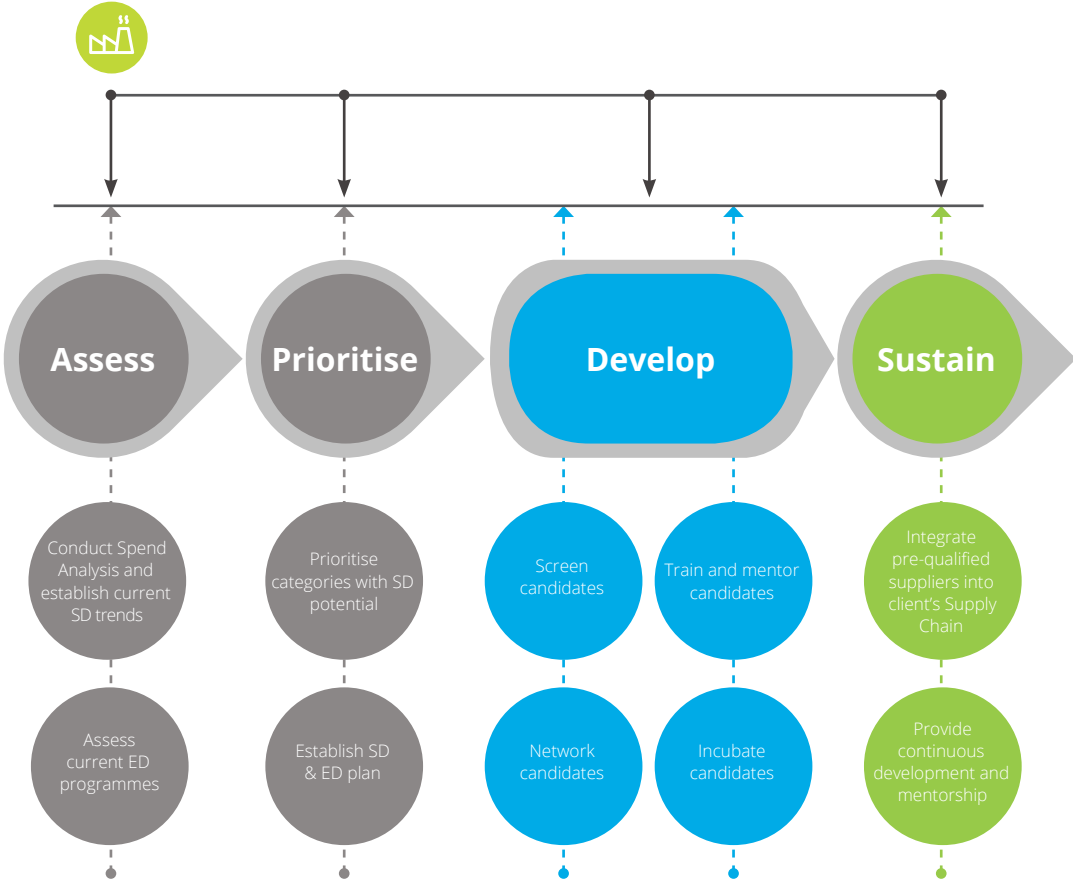 Assess
Prioritise
Develop
Sustain
Conduct Spend
Analysis and
establish current
SD trends
Prioritise
categories with SD
potential
Screen
candidates
Train and mentor
candidates
Integrate
pre-qualified
suppliers into
client’s Supply
Chain
Assess
current ED
programmes
Establish SD
& ED plan
Network
candidates
Incubate
candidates
Provide
continuous
development and
mentorship